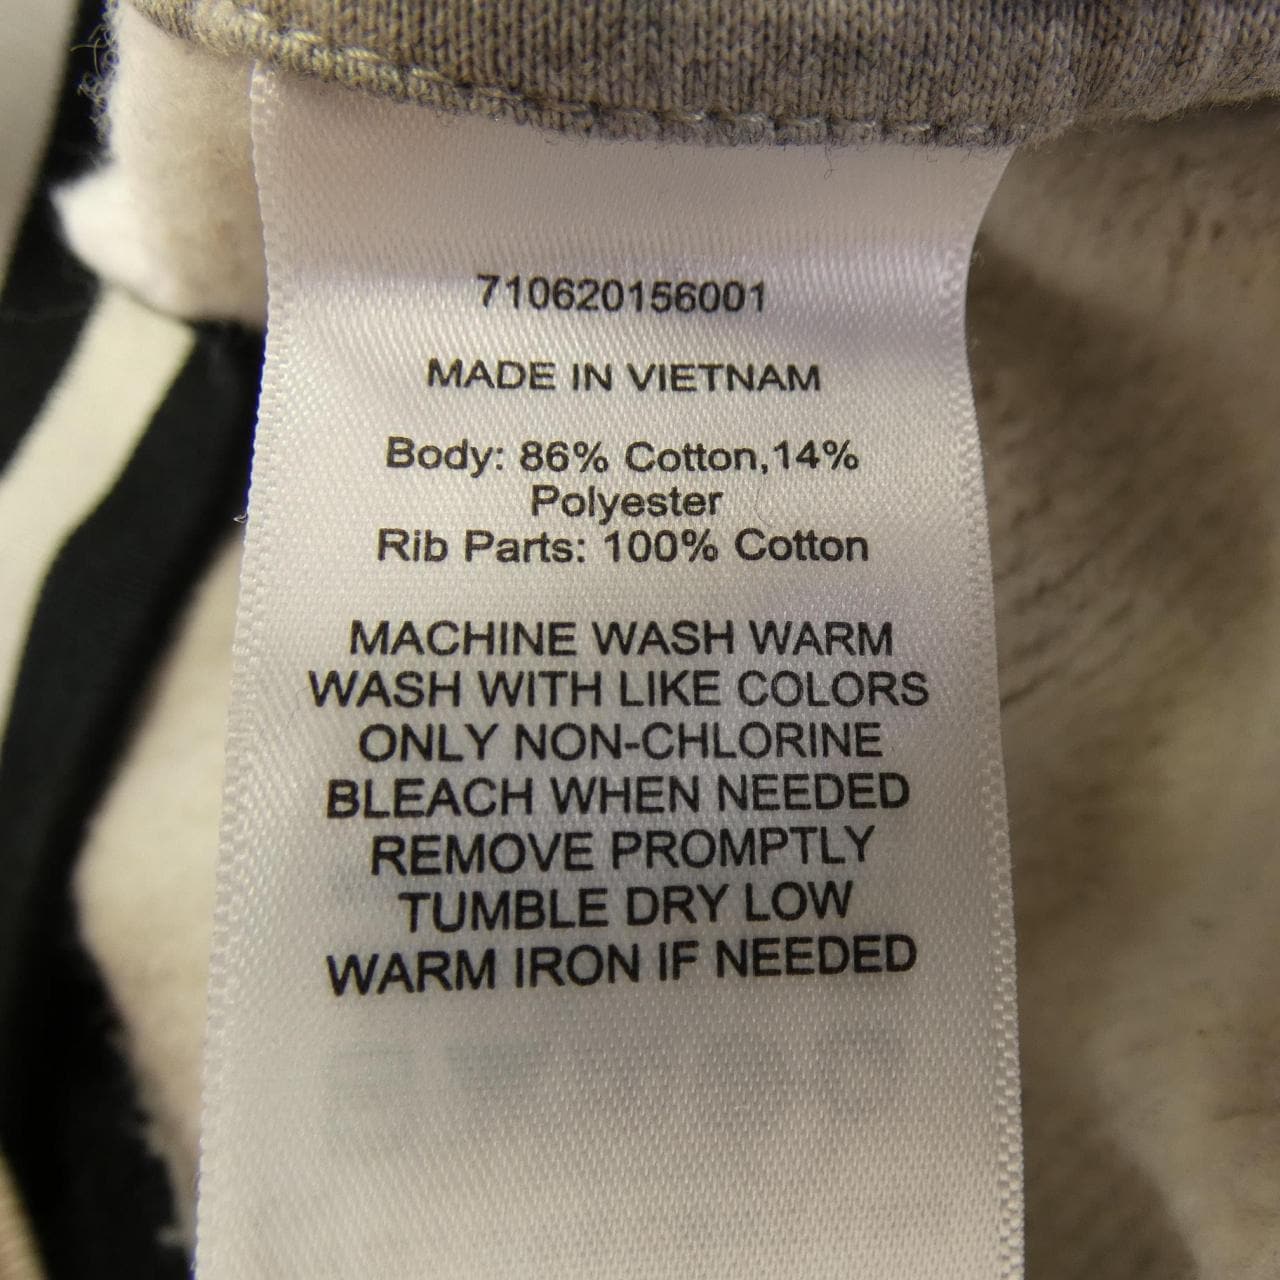 710620156001
MADE IN VIETNAM
Body: 86% Cotton,14%
Polyester
Rib Parts: 100% Cotton
MACHINE WASH WARM
WASH WITH LIKE COLORS
ONLY NON-CHLORINE
BLEACH WHEN NEEDED
REMOVE PROMPTLY
TUMBLE DRY LOW
WARM IRON IF NEEDED